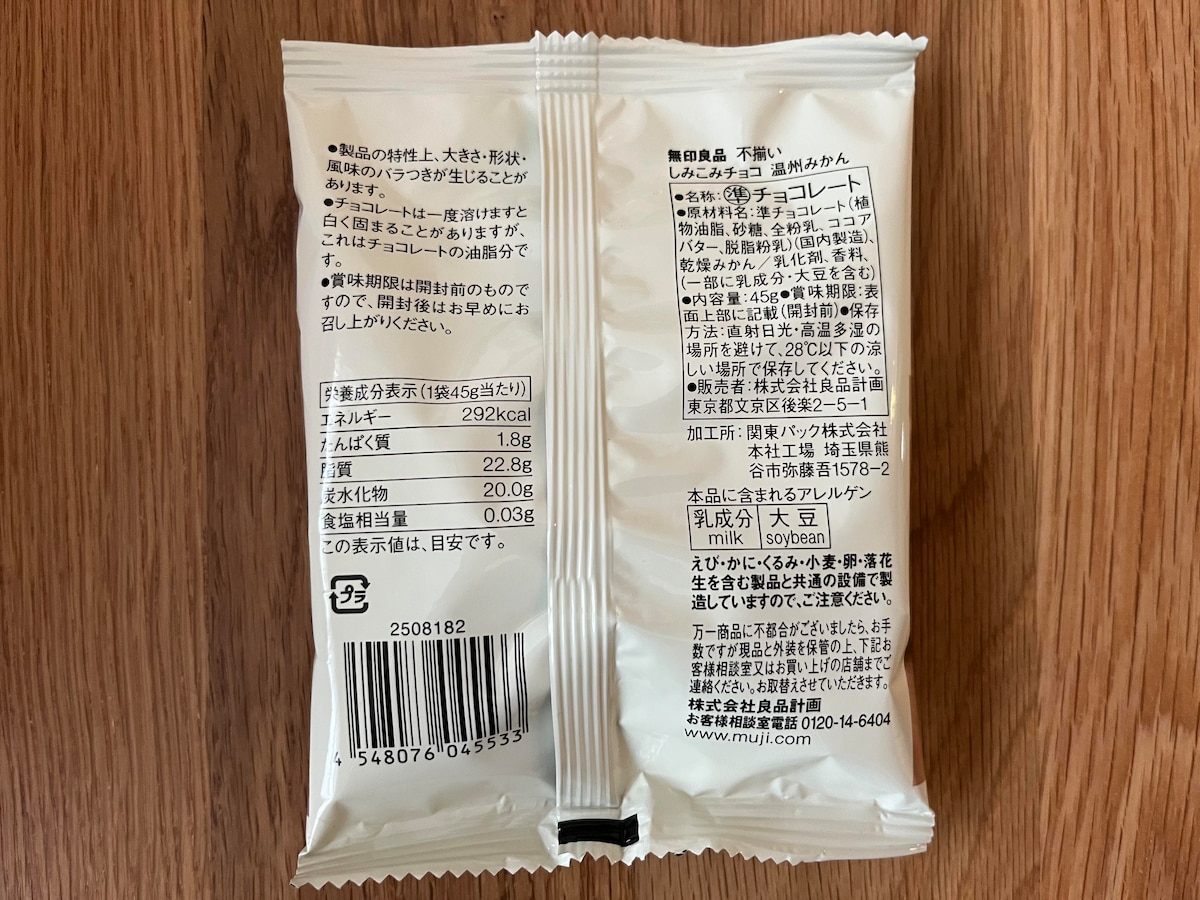 ●製品の特性上、大きさ・形状・
風味のバラつきが生じることが
あります。
●チョコレートは一度溶けますと
白く固まることがありますが、
これはチョコレートの油脂分で
す。
●賞味期限は開封前のもので
すので、開封後はお早めにお
召し上がりください。
栄養成分表示(1袋45g当たり)
エネルギー 292kcal
たんぱく質 1.8g
脂質 22.8g
炭水化物 20.0g
食塩相当量 0.03g
この表示値は、目安です。
プラ
2508182
4 548076 045533
無印良品 不揃い
しみこみチョコ 温州みかん
●名称:㊜チョコレート
●原材料名:準チョコレート(植
物油脂、砂糖、全粉乳、ココア
バター、脱脂粉乳)(国内製造)、
乾燥みかん/乳化剤、香料、
(一部に乳成分・大豆を含む)
●内容量:45g●賞味期限:表
面上部に記載(開封前)●保存
方法:直射日光・高温多湿の
場所を避けて、28℃以下の涼
しい場所で保存してください。
●販売者:株式会社良品計画
東京都文京区後楽2-5-1
加工所:関東パック株式会社
本社工場 埼玉県熊
谷市弥藤吾1578-2
本品に含まれるアレルゲン
乳成分 大豆
milk soybean
えび・かに・くるみ・小麦・卵・落花
生を含む製品と共通の設備で製
造していますので、ご注意ください。
万一商品に不都合がございましたら、お手
数ですが現品と外装を保管の上、下記お
客様相談室又はお買い上げの店舗までご
連絡ください。お取替えさせていただきます。
株式会社良品計画
お客様相談室電話 0120-14-6404
www.muji.com